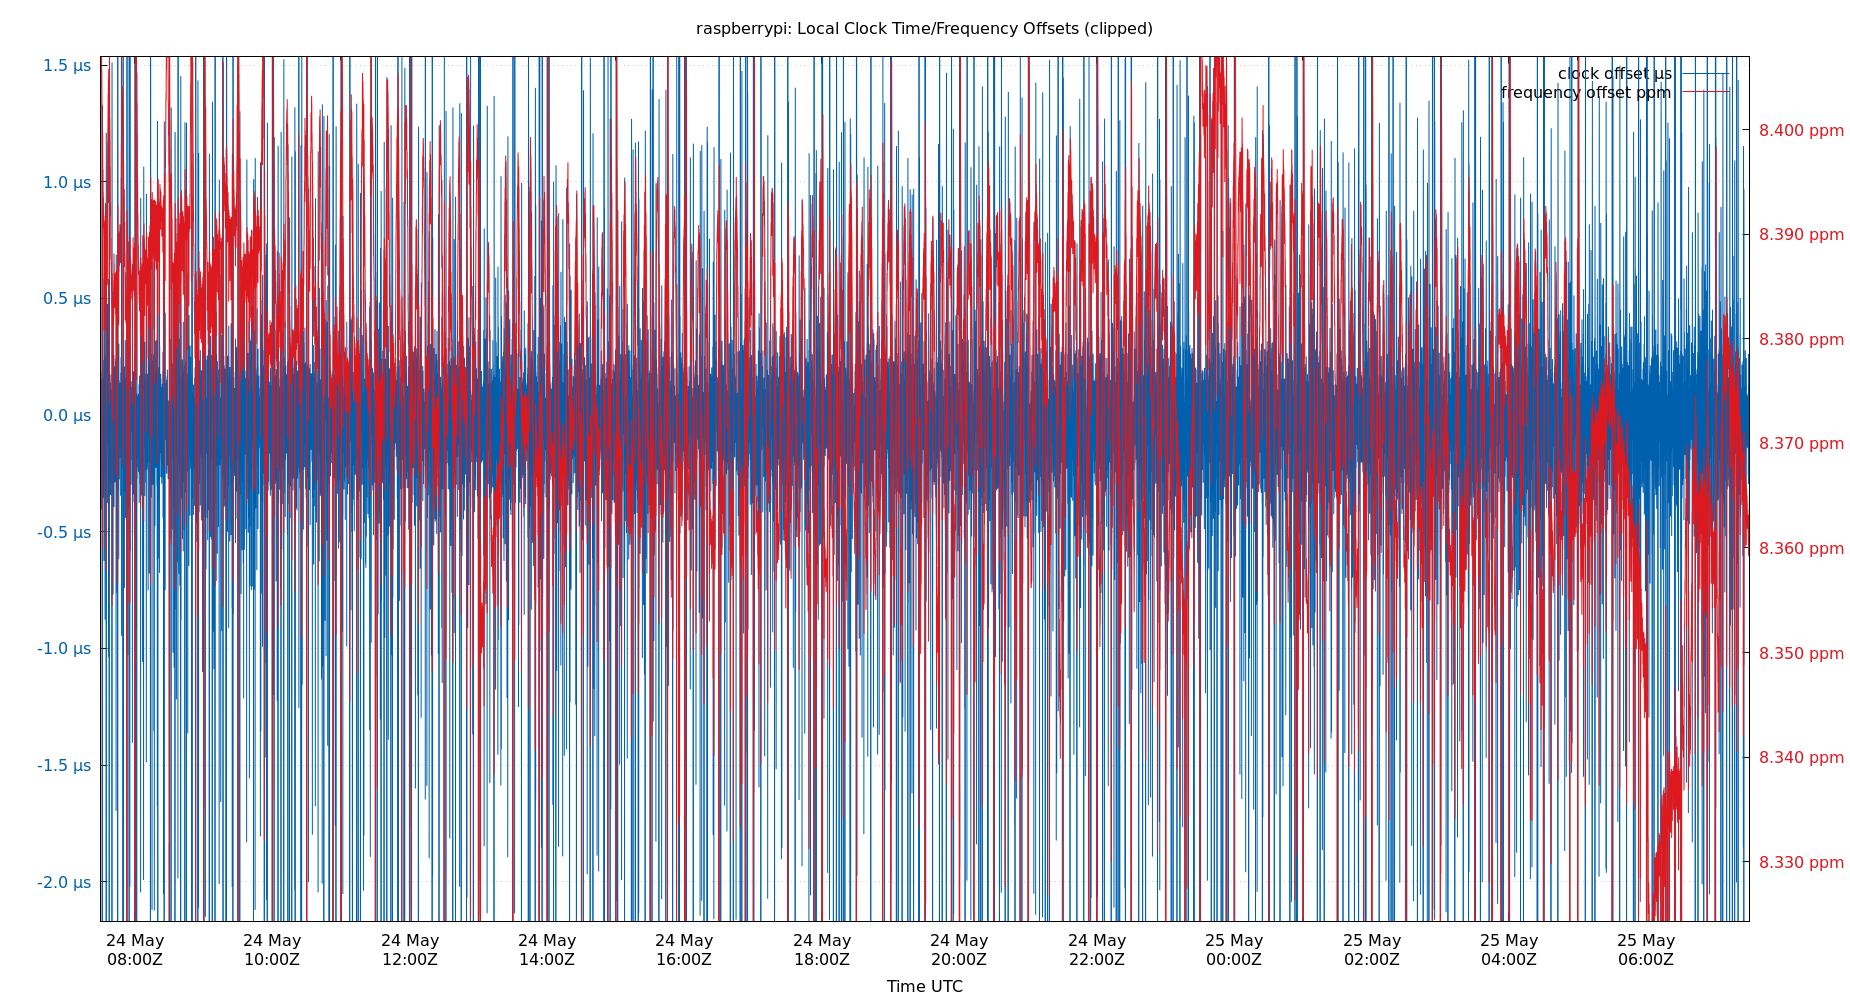 raspberrypi: Local Clock Time/Frequency Offsets (clipped)
clock offset µs
frequency offset ppm
1.5 µs
1.0 µs
0.5 µs
0.0 µs
-0.5 µs
-1.0 µs
-1.5 µs
-2.0 µs
8.400 ppm
8.390 ppm
8.380 ppm
8.370 ppm
8.360 ppm
8.350 ppm
8.340 ppm
8.330 ppm
24 May 24 May 24 May 24 May 24 May 24 May 24 May 24 May 25 May 25 May 25 May 25 May
08:00Z 10:00Z 12:00Z 14:00Z 16:00Z 18:00Z 20:00Z 22:00Z 00:00Z 02:00Z 04:00Z 06:00Z
Time UTC